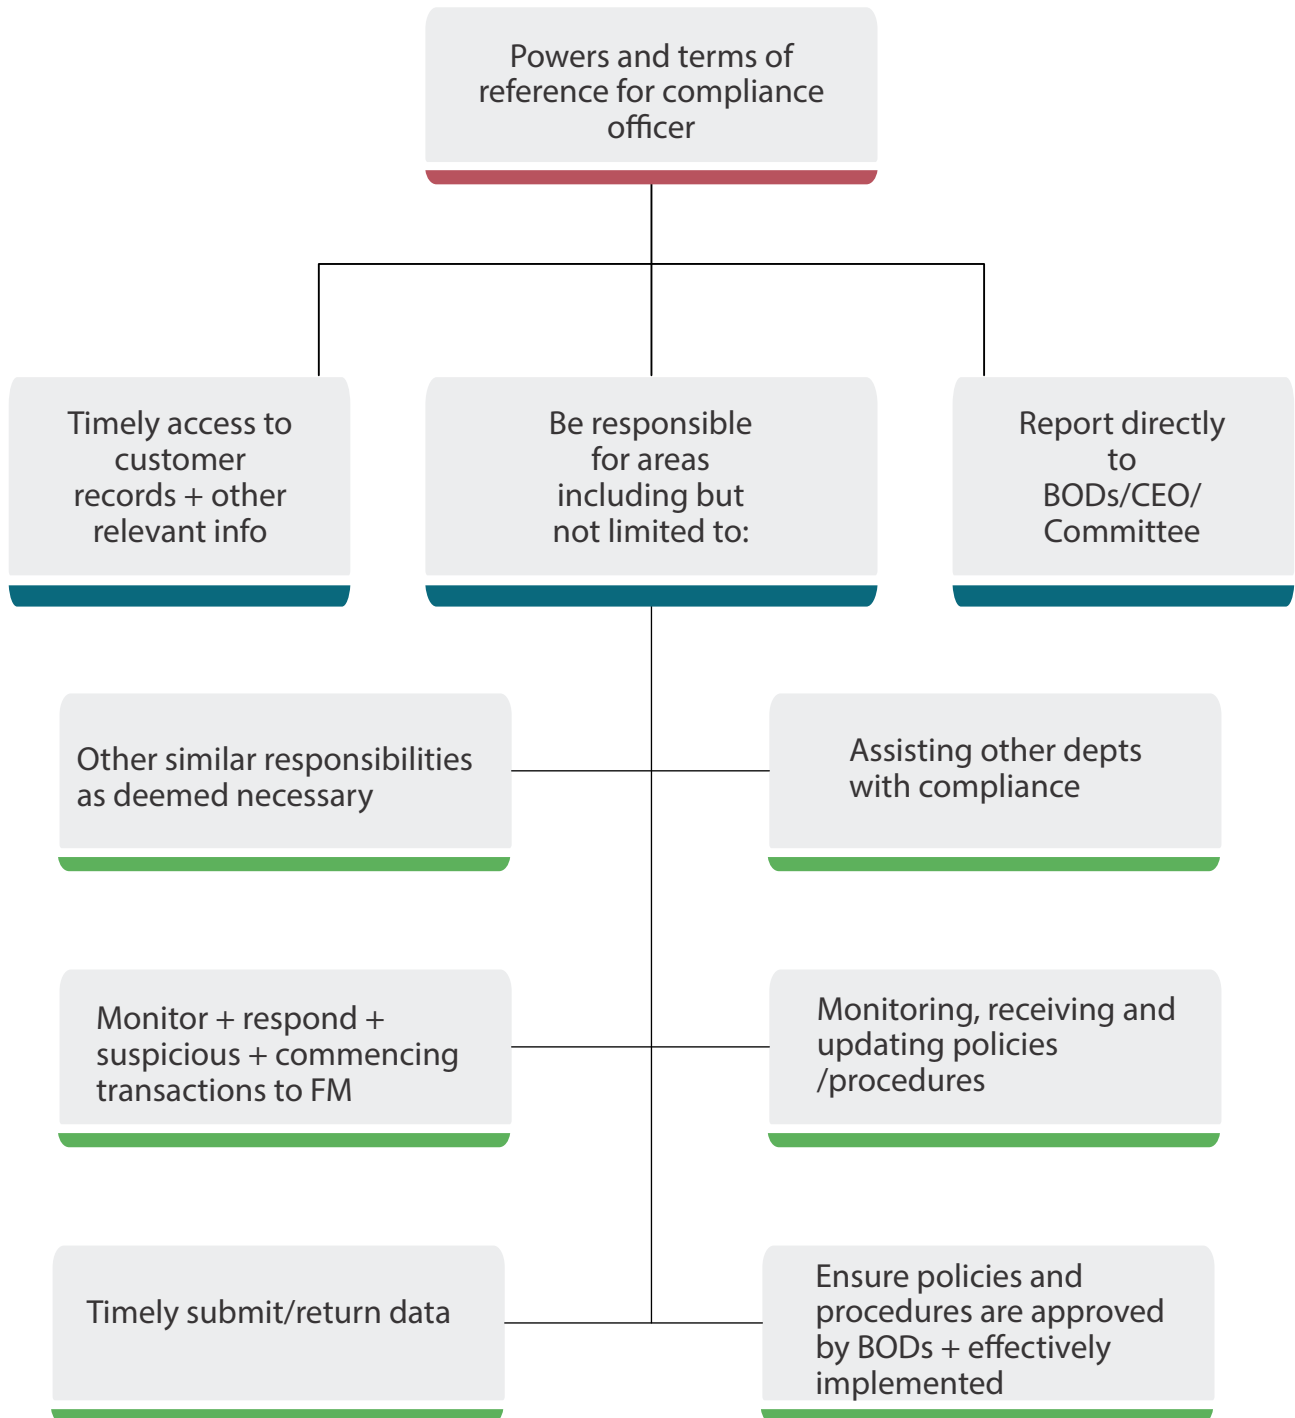 Powers and terms of
reference for compliance
officer
Timely access to
customer
records + other
relevant info
Be responsible
for areas
including but
not limited to:
Report directly
to
BODs/CEO/
Committee
Other similar responsibilities
as deemed necessary
Assisting other depts
with compliance
Monitor + respond +
suspicious + commencing
transactions to FM
Monitoring, receiving and
updating policies
/procedures
Timely submit/return data
Ensure policies and
procedures are approved
by BODs + effectively
implemented